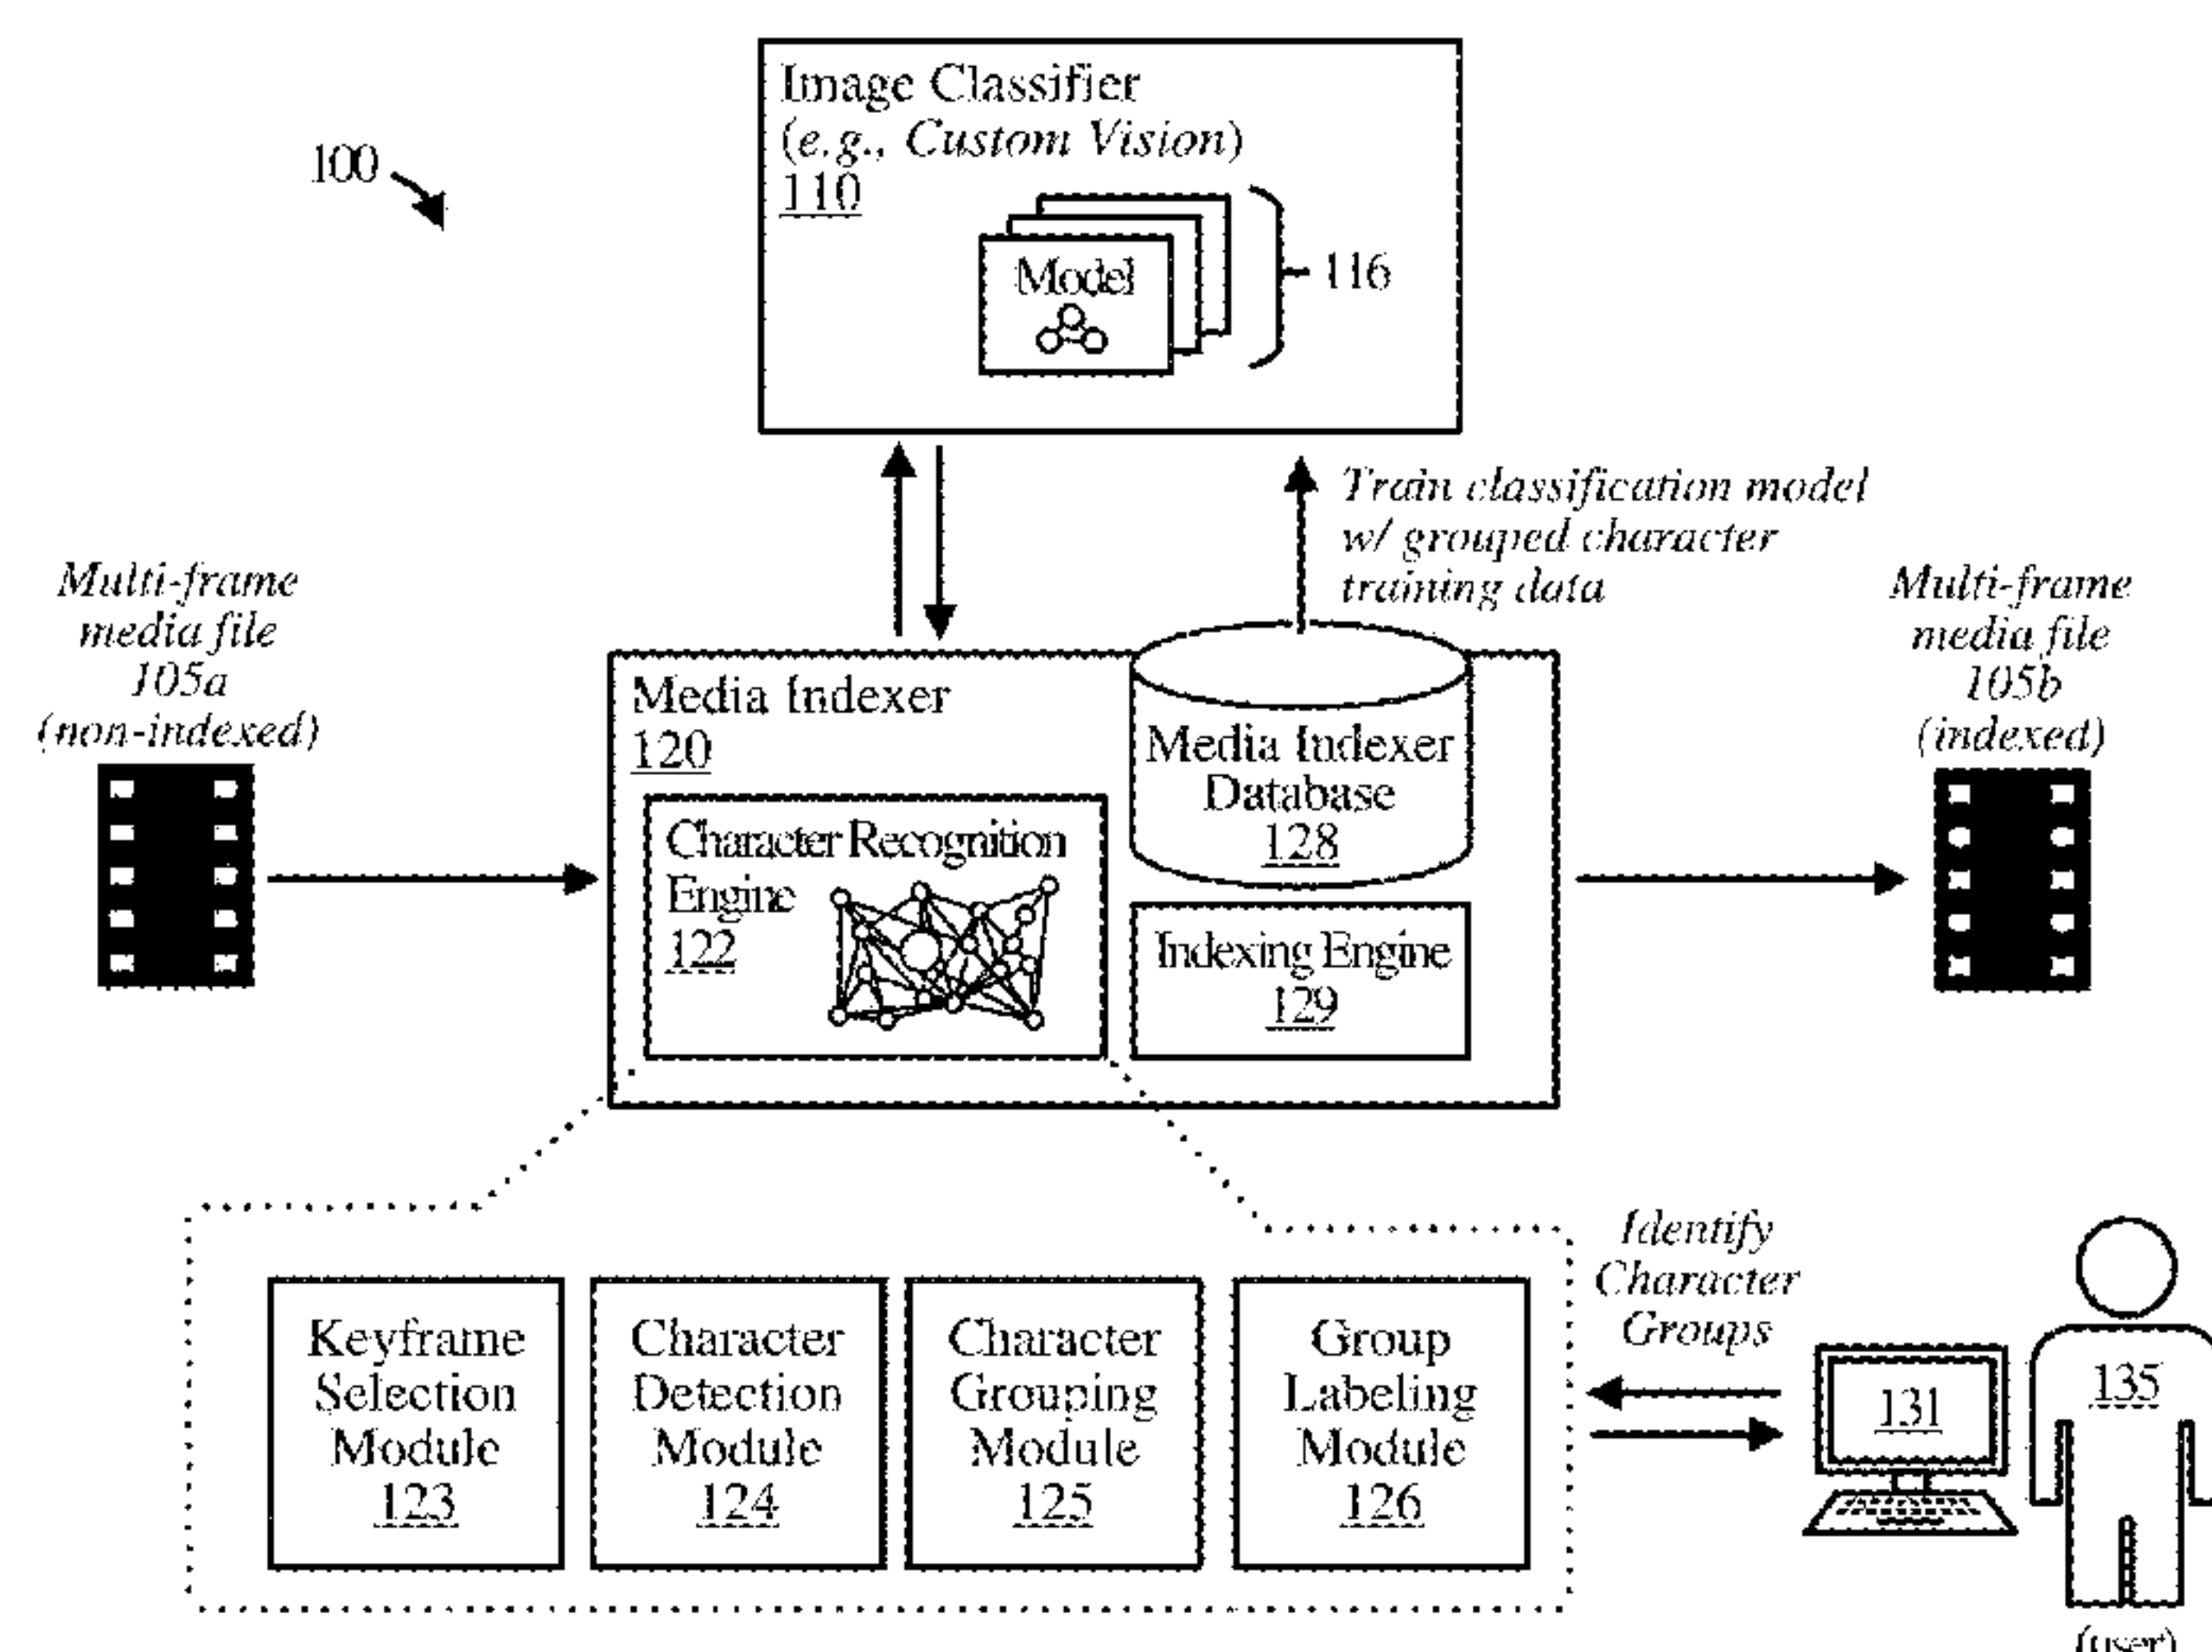 Image Classifier
(e.g., Custom Vision)
110
100
Model
116
Train classification model
w/ grouped character
training data
Multi-frame
media file
105a
(non-indexed)
Multi-frame
media file
105b
(indexed)
Media Indexer
120
Media Indexer
Database
128
Character Recognition
Engine
122
Indexing Engine
129
Identify
Character
Groups
Keyframe
Selection
Module
123
Character
Detection
Module
124
Character
Grouping
Module
125
Group
Labeling
Module
126
131
135
(user)